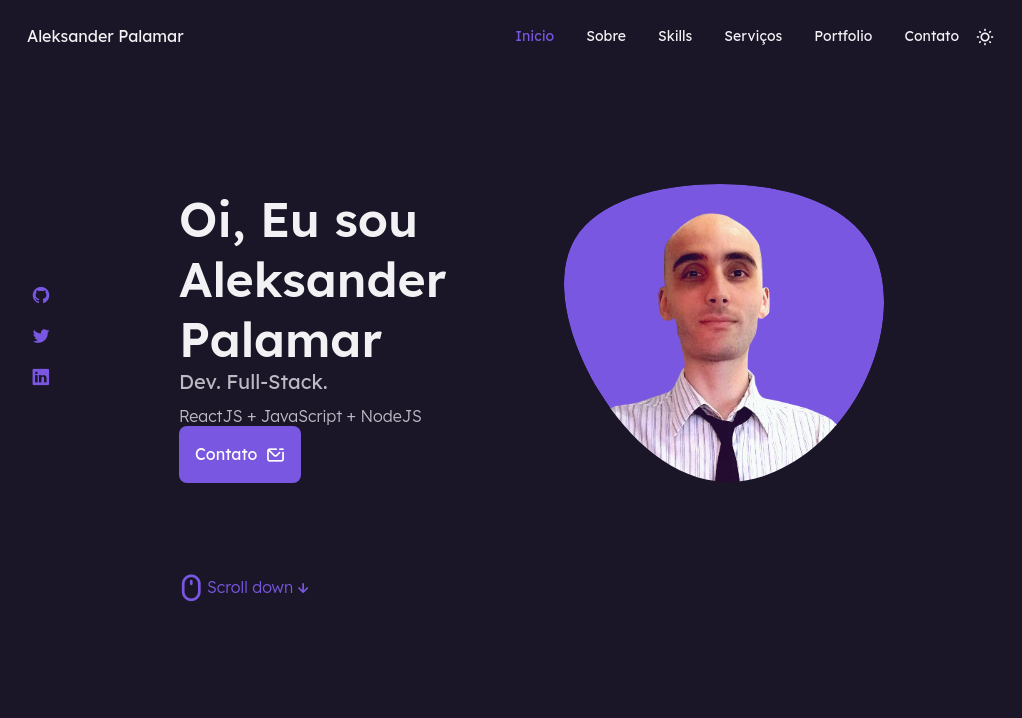 Aleksander Palamar
Inicio
Sobre
Skills
Serviços
Portfolio
Contato
Oi, Eu sou
Aleksander
Palamar
Dev. Full-Stack.
ReactJS + JavaScript + NodeJS
Contato
Scroll down